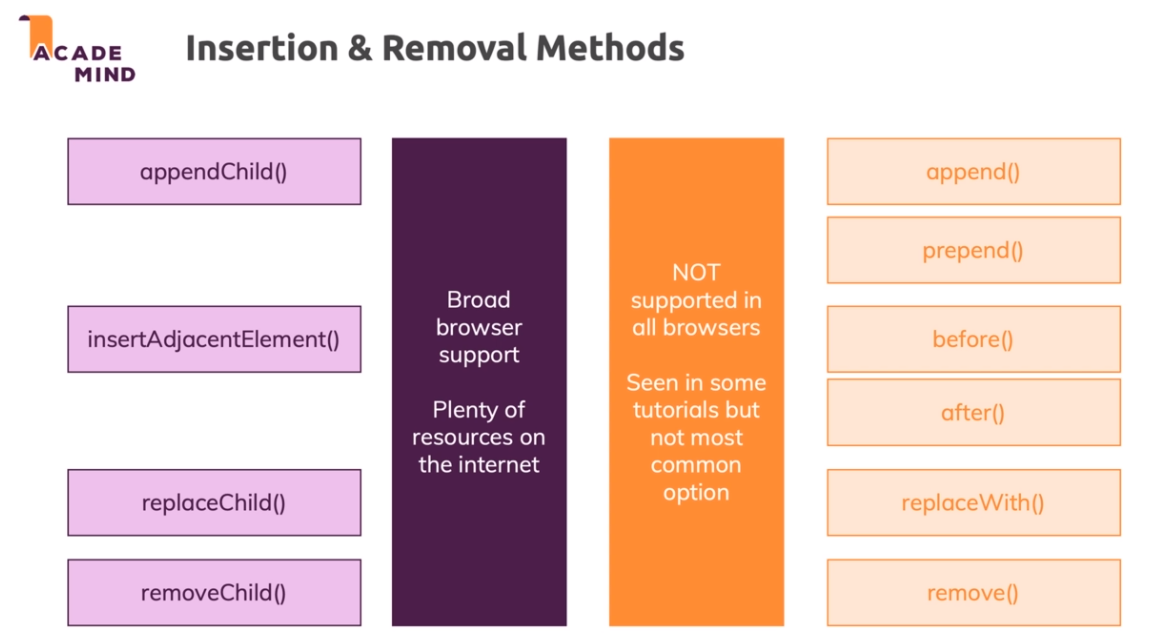 ACADE
MIND
Insertion & Removal Methods
appendChild()
insertAdjacentElement()
replaceChild()
removeChild()
Broad
browser
support
Plenty of
resources on
the internet
NOT
supported in
all browsers
Seen in some
tutorials but
not most
common
option
append()
prepend()
before()
after()
replaceWith()
remove()